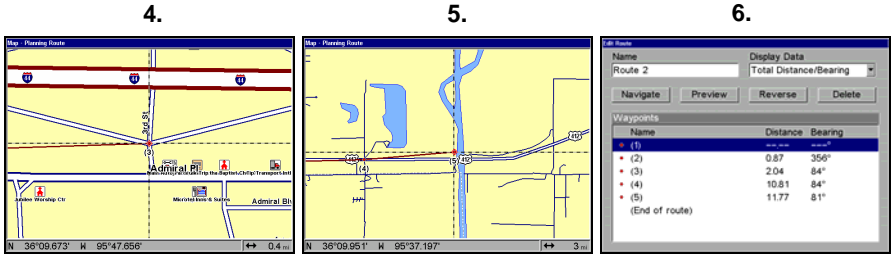 4. 5. 6.
Map - Planning Route
44 44 44
3rd St
(3)
Admiral Pl
Jubilee Worship Ctr
Microtel Inns & Suites
Admiral Blv
N 36°09.673' W 95°47.656' 0.4 mi
Map - Planning Route
412
412 412
(4) (5)
N 36°09.951' W 95°37.197' 3 mi
Edit Route
Name Display Data
Route 2 Total Distance/Bearing
Navigate Preview Reverse Delete
Waypoints
Name Distance Bearing
(1) --.-- ---°
(2) 0.87 356°
(3) 2.04 84°
(4) 10.81 84°
(5) 11.77 81°
(End of route)